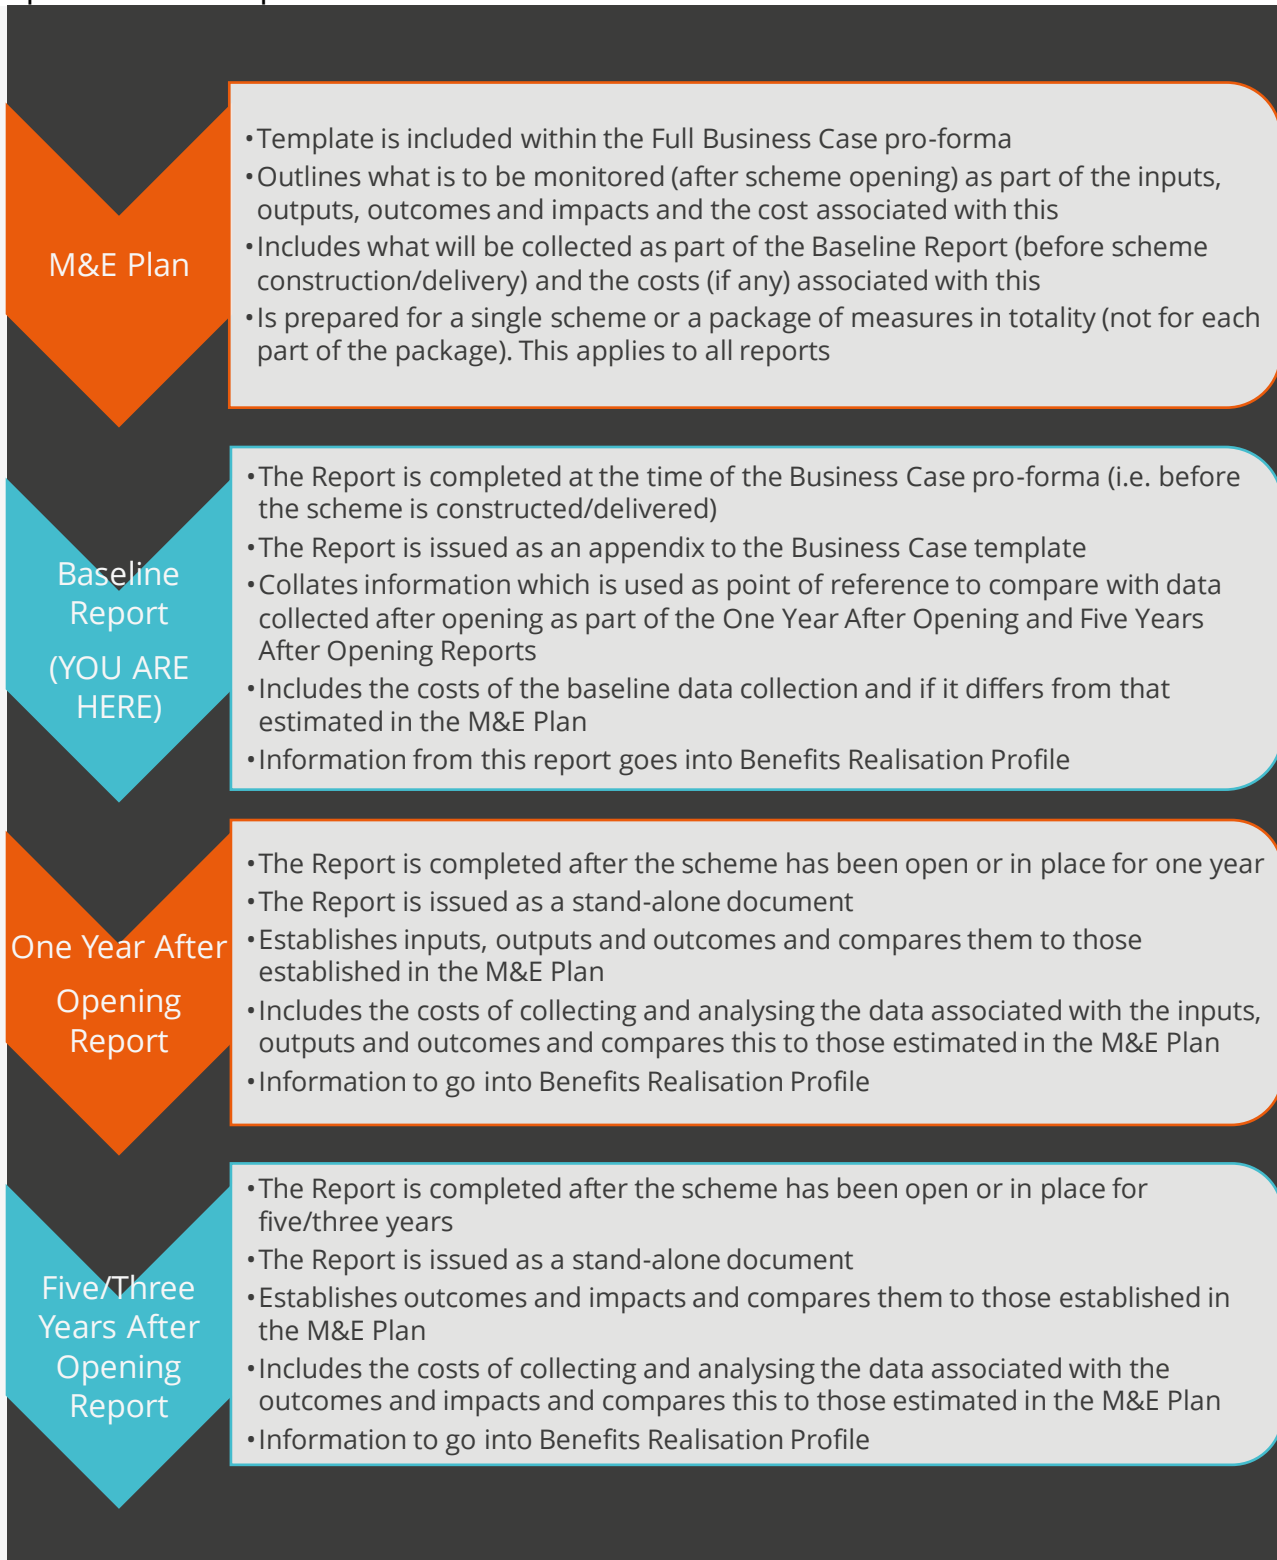 M&E Plan
•Template is included within the Full Business Case pro-forma
•Outlines what is to be monitored (after scheme opening) as part of the inputs,
outputs, outcomes and impacts and the cost associated with this
•Includes what will be collected as part of the Baseline Report (before scheme
construction/delivery) and the costs (if any) associated with this
•Is prepared for a single scheme or a package of measures in totality (not for each
part of the package). This applies to all reports
Baseline
Report
(YOU ARE
HERE)
•The Report is completed at the time of the Business Case pro-forma (i.e. before
the scheme is constructed/delivered)
•The Report is issued as an appendix to the Business Case template
•Collates information which is used as point of reference to compare with data
collected after opening as part of the One Year After Opening and Five Years
After Opening Reports
•Includes the costs of the baseline data collection and if it differs from that
estimated in the M&E Plan
•Information from this report goes into Benefits Realisation Profile
One Year After
Opening
Report
•The Report is completed after the scheme has been open or in place for one year
•The Report is issued as a stand-alone document
•Establishes inputs, outputs and outcomes and compares them to those
established in the M&E Plan
•Includes the costs of collecting and analysing the data associated with the inputs,
outputs and outcomes and compares this to those estimated in the M&E Plan
•Information to go into Benefits Realisation Profile
Five/Three
Years After
Opening
Report
•The Report is completed after the scheme has been open or in place for
five/three years
•The Report is issued as a stand-alone document
•Establishes outcomes and impacts and compares them to those established in
the M&E Plan
•Includes the costs of collecting and analysing the data associated with the
outcomes and impacts and compares this to those estimated in the M&E Plan
•Information to go into Benefits Realisation Profile